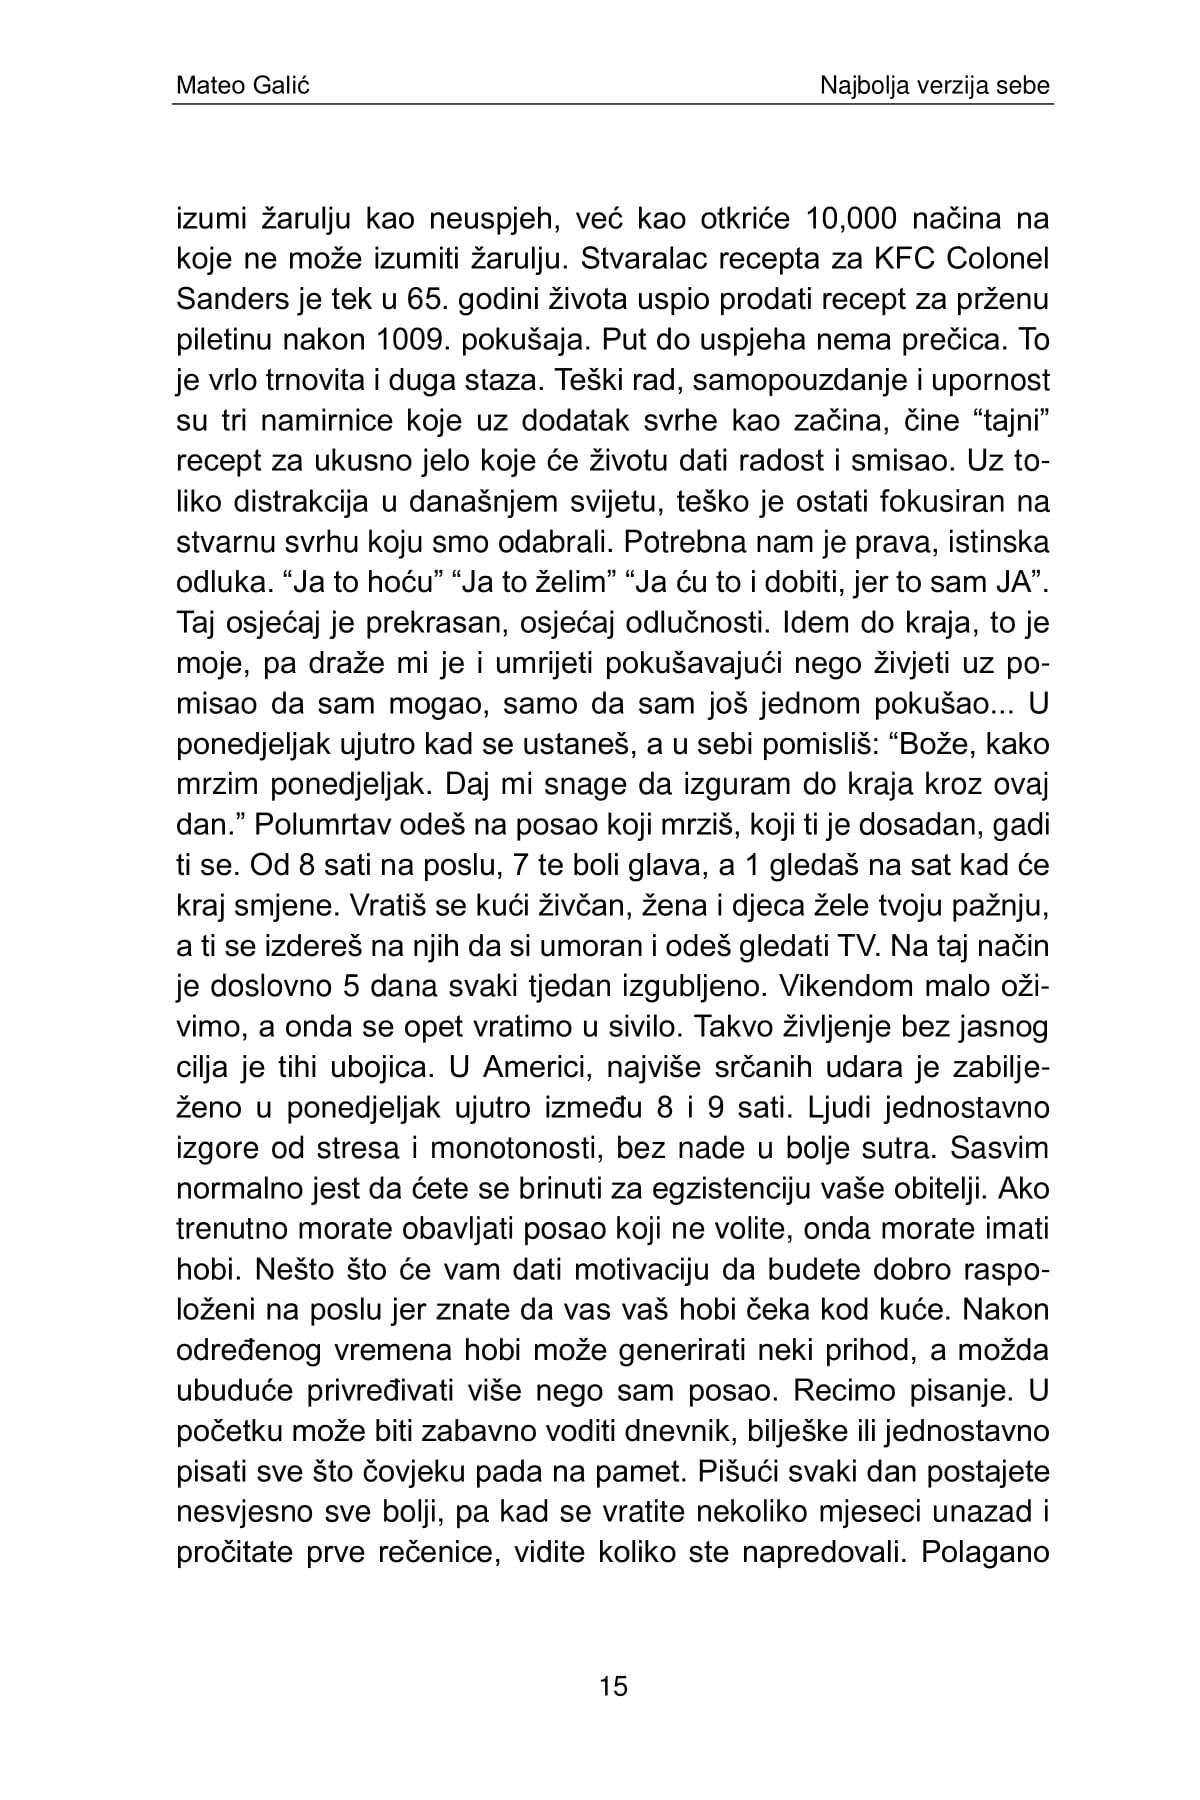 Mateo Galić
Najbolja verzija sebe
izumi žarulju kao neuspjeh, već kao otkriće 10,000 načina na
koje ne može izumiti žarulju. Stvaralac recepta za KFC Colonel
Sanders je tek u 65. godini života uspio prodati recept za prženu
piletinu nakon 1009. pokušaja. Put do uspjeha nema prečica. To
je vrlo trnovita i duga staza. Teški rad, samopouzdanje i upornost
su tri namirnice koje uz dodatak svrhe kao začina, čine “tajni”
recept za ukusno jelo koje će životu dati radost i smisao. Uz to-
liko distrakcija u današnjem svijetu, teško je ostati fokusiran na
stvarnu svrhu koju smo odabrali. Potrebna nam je prava, istinska
odluka. “Ja to hoću” “Ja to želim” “Ja ću to i dobiti, jer to sam JA”.
Taj osjećaj je prekrasan, osjećaj odlučnosti. Idem do kraja, to je
moje, pa draže mi je i umrijeti pokušavajući nego živjeti uz po-
misao da sam mogao, samo da sam još jednom pokušao... U
ponedjeljak ujutro kad se ustaneš, a u sebi pomisliš: “Bože, kako
mrzim ponedjeljak. Daj mi snage da izguram do kraja kroz ovaj
dan.” Polumrtav odeš na posao koji mrziš, koji ti je dosadan, gadi
ti se. Od 8 sati na poslu, 7 te boli glava, a 1 gledaš na sat kad će
kraj smjene. Vratiš se kući živčan, žena i djeca žele tvoju pažnju,
a ti se izdereš na njih da si umoran i odeš gledati TV. Na taj način
je doslovno 5 dana svaki tjedan izgubljeno. Vikendom malo oži-
vimo, a onda se opet vratimo u sivilo. Takvo življenje bez jasnog
cilja je tihi ubojica. U Americi, najviše srčanih udara je zabilje-
ženo u ponedjeljak ujutro između 8 i 9 sati. Ljudi jednostavno
izgore od stresa i monotonosti, bez nade u bolje sutra. Sasvim
normalno jest da ćete se brinuti za egzistenciju vaše obitelji. Ako
trenutno morate obavljati posao koji ne volite, onda morate imati
hobi. Nešto što će vam dati motivaciju da budete dobro raspo-
loženi na poslu jer znate da vas vaš hobi čeka kod kuće. Nakon
određenog vremena hobi može generirati neki prihod, a možda
ubuduće privređivati više nego sam posao. Recimo pisanje. U
početku može biti zabavno voditi dnevnik, bilješke ili jednostavno
pisati sve što čovjeku pada na pamet. Pišući svaki dan postajete
nesvjesno sve bolji, pa kad se vratite nekoliko mjeseci unazad i
pročitate prve rečenice, vidite koliko ste napredovali. Polagano
15